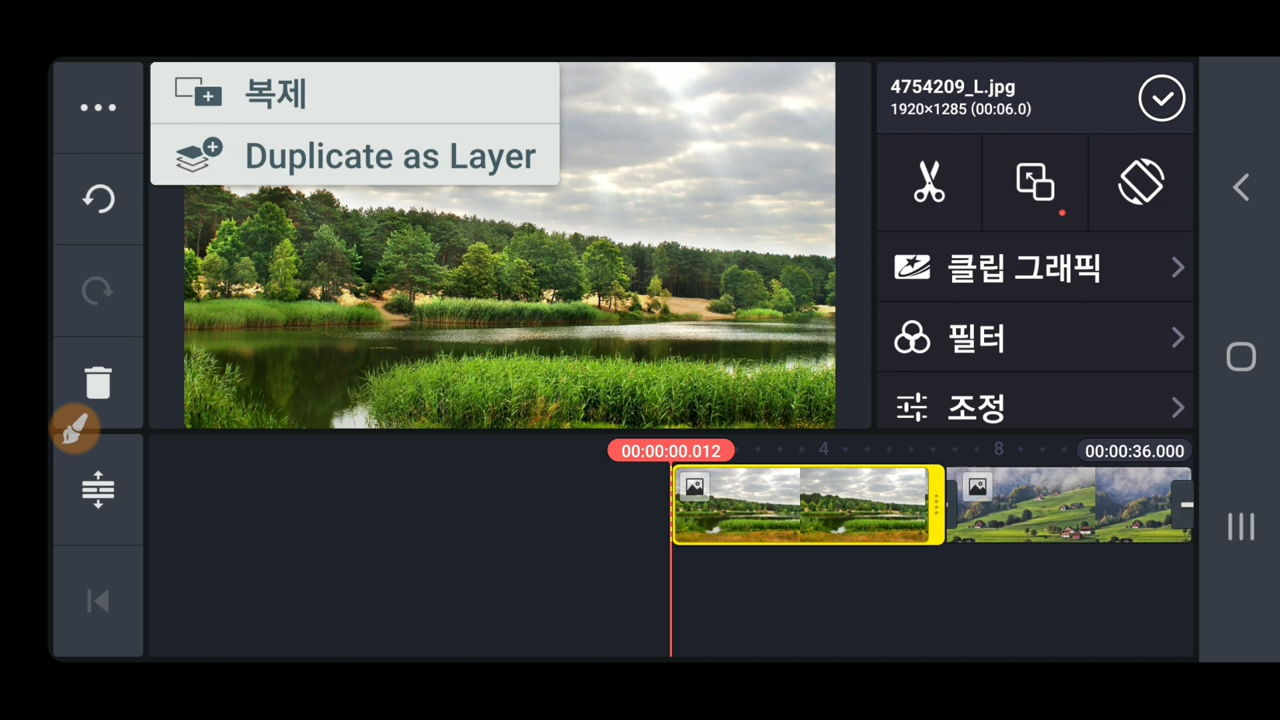 복제
Duplicate as Layer
4754209_L.jpg
1920×1285 (00:06.0)
클립 그래픽
필터
조정
00:00:00.012
4
8
00:00:36.000